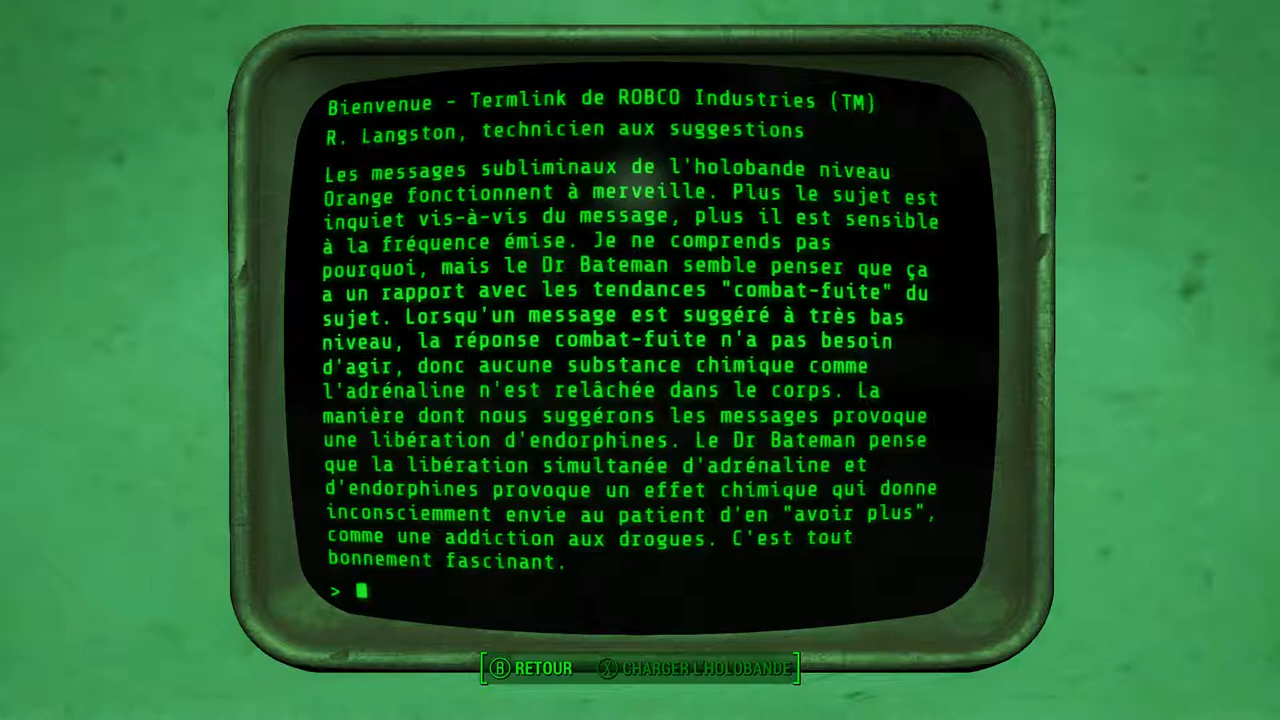 Bienvenue - Termlink de ROBCO Industries (TM)
R. Langston, technicien aux suggestions
Les messages subliminaux de l'holobande niveau
Orange fonctionnent à merveille. Plus le sujet est
inquiet vis-à-vis du message, plus il est sensible
à la fréquence émise. Je ne comprends pas
pourquoi, mais le Dr Bateman semble penser que ça
a un rapport avec les tendances "combat-fuite" du
sujet. Lorsqu'un message est suggéré à très bas
niveau, la réponse combat-fuite n'a pas besoin
d'agir, donc aucune substance chimique comme
l'adrénaline n'est relâchée dans le corps. La
manière dont nous suggérons les messages provoque
une libération d'endorphines. Le Dr Bateman pense
que la libération simultanée d'adrénaline et
d'endorphines provoque un effet chimique qui donne
inconsciemment envie au patient d'en "avoir plus",
comme une addiction aux drogues. C'est tout
bonnement fascinant.
>
B RETOUR X CHARGER L'HOLOBANDE